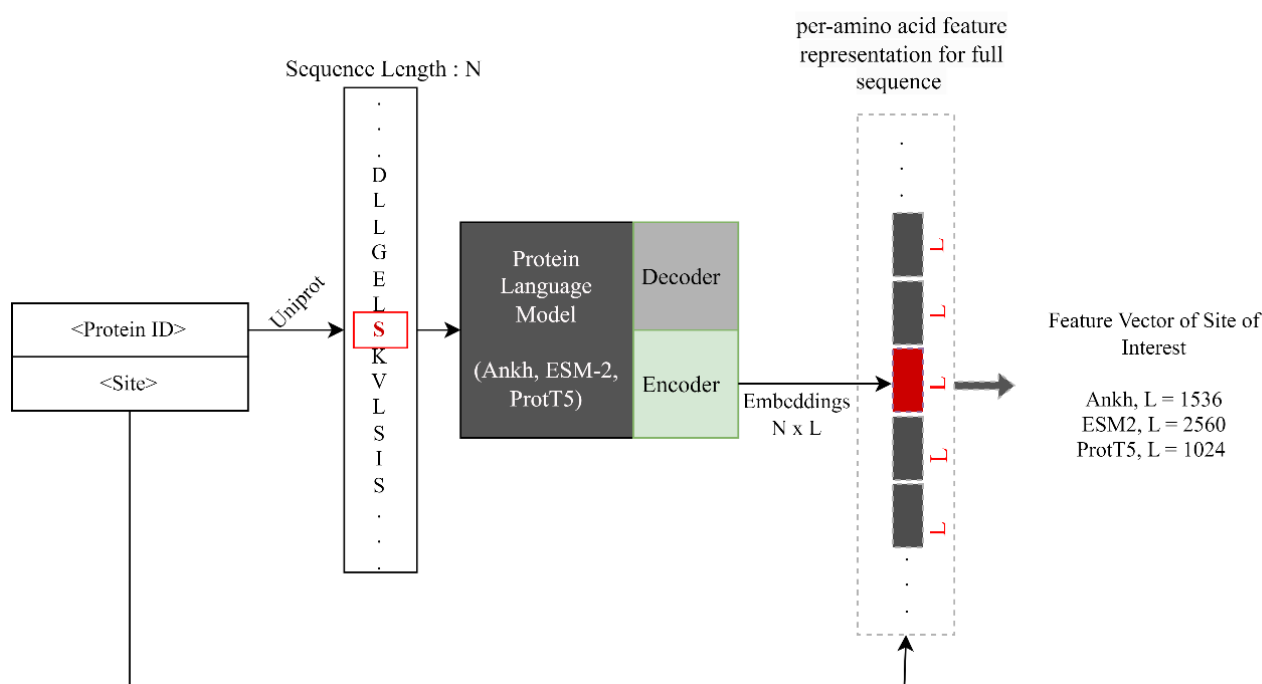 per-amino acid feature
representation for full
sequence
Sequence Length : N
.
.
.
D
L
L
G
E
L
S
K
V
L
S
I
S
.
.
.
Uniprot
<Protein ID>
<Site>
Protein
Language
Model
(Ankh, ESM-2,
ProtT5)
Decoder
Encoder
Embeddings
N x L
.
.
.
L
L
L
L
L
.
.
.
Feature Vector of Site of
Interest
Ankh, L = 1536
ESM2, L = 2560
ProtT5, L = 1024